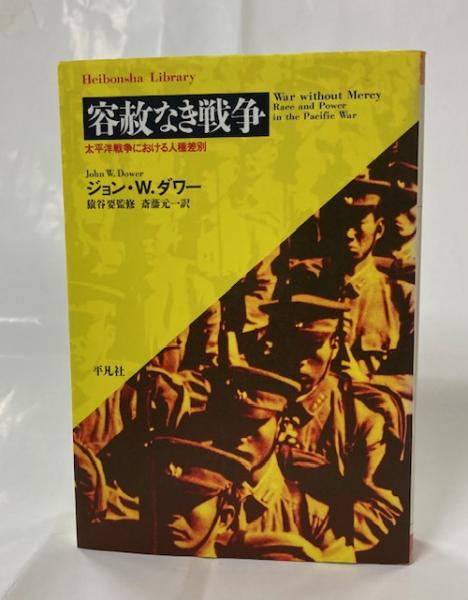 Heibonsha Library
容赦なき戦争
War without Mercy
Race and Power
in the Pacific War
太平洋戦争における人種差別
John W. Dower
ジョン・W.ダワー
猿谷要監修 斎藤元一訳
平凡社